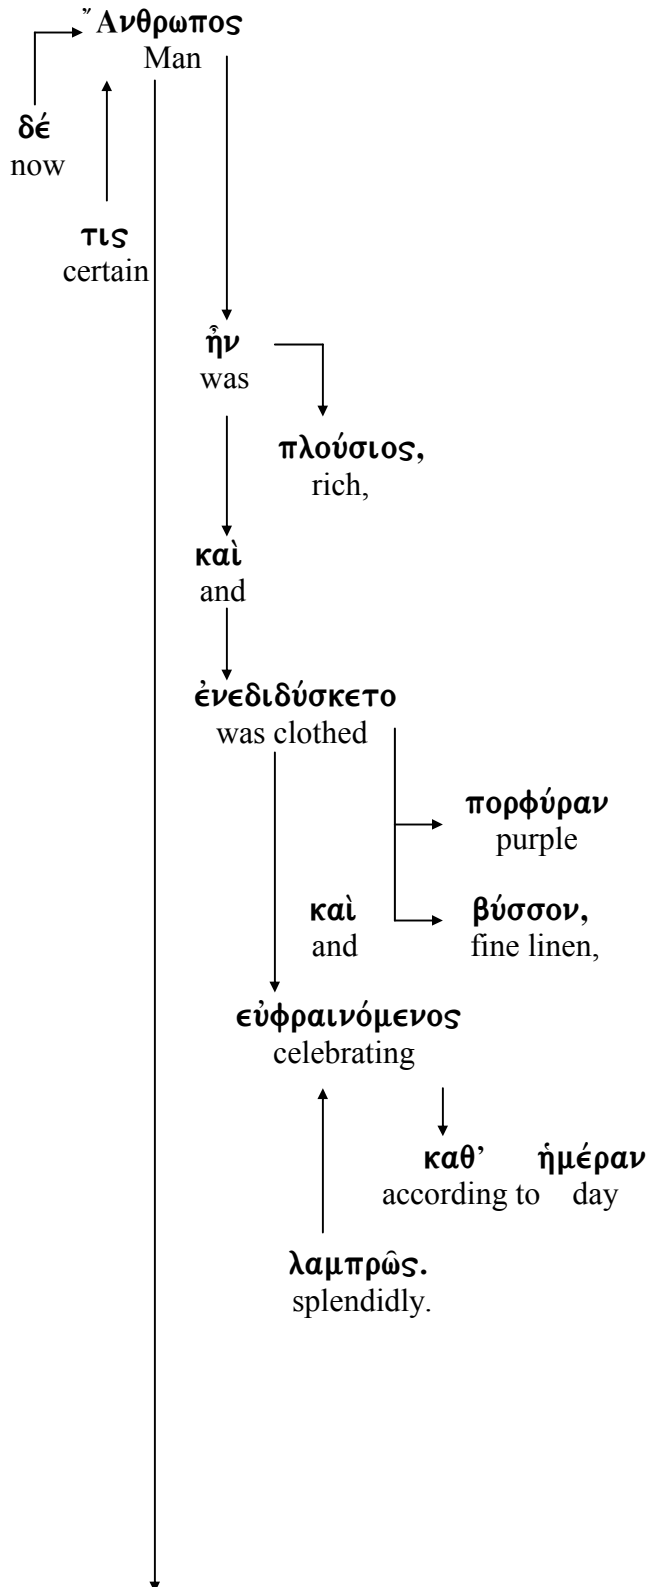 Ἄνθρωπος
Man
δέ
now
τις
certain
ἦν
was
πλούσιος,
rich,
καὶ
and
ἐνεδιδύσκετο
was clothed
πορφύραν
purple
καὶ βύσσον,
and fine linen,
εὐφραινόμενος
celebrating
καθ’ ἡμέραν
according to day
λαμπρῶς.
splendidly.